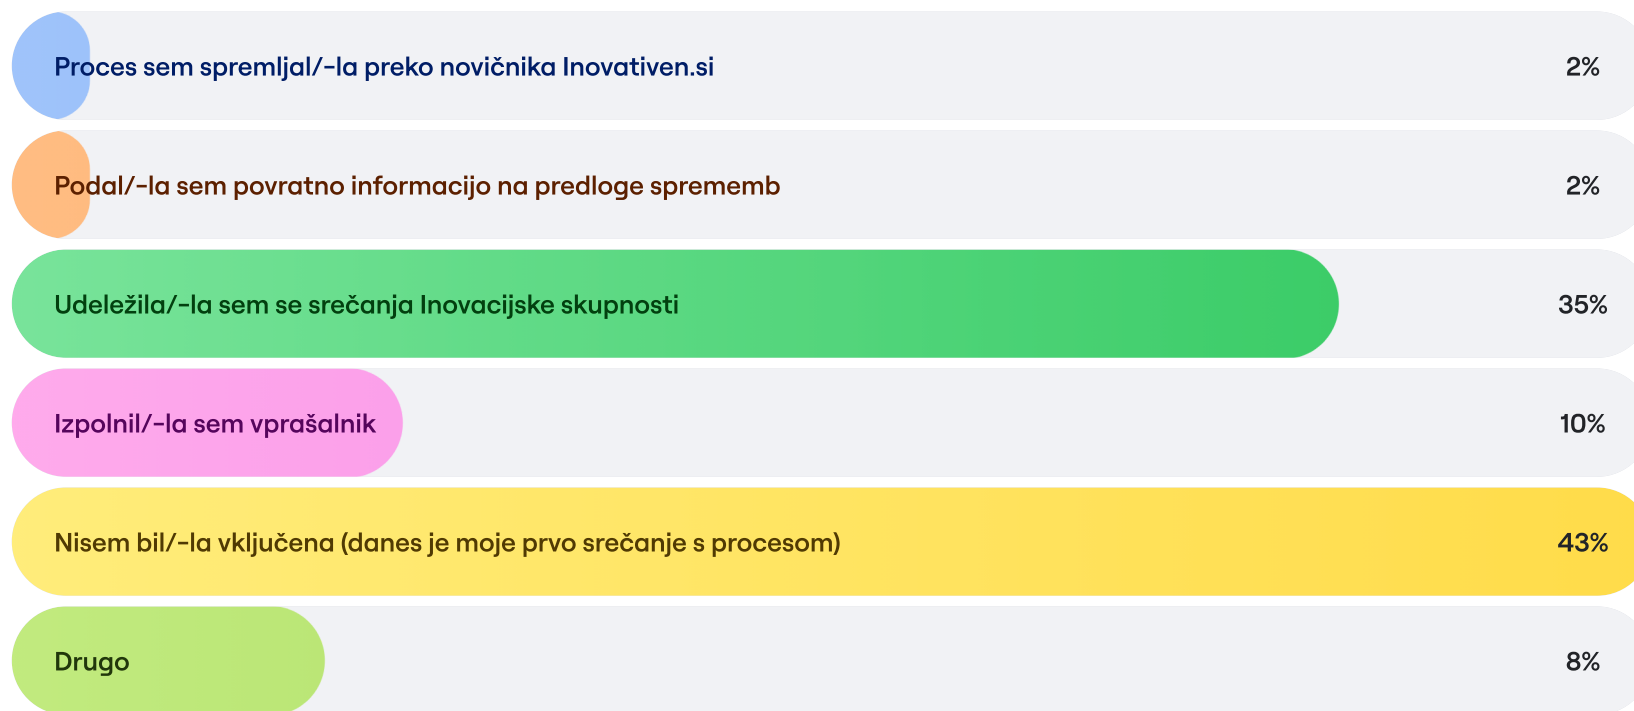 Proces sem spremljal/-la preko novičnika Inovativen.si 2%
Podal/-la sem povratno informacijo na predloge sprememb 2%
Udeležila/-la sem se srečanja Inovacijske skupnosti 35%
Izpolnil/-la sem vprašalnik 10%
Nisem bil/-la vključena (danes je moje prvo srečanje s procesom) 43%
Drugo 8%